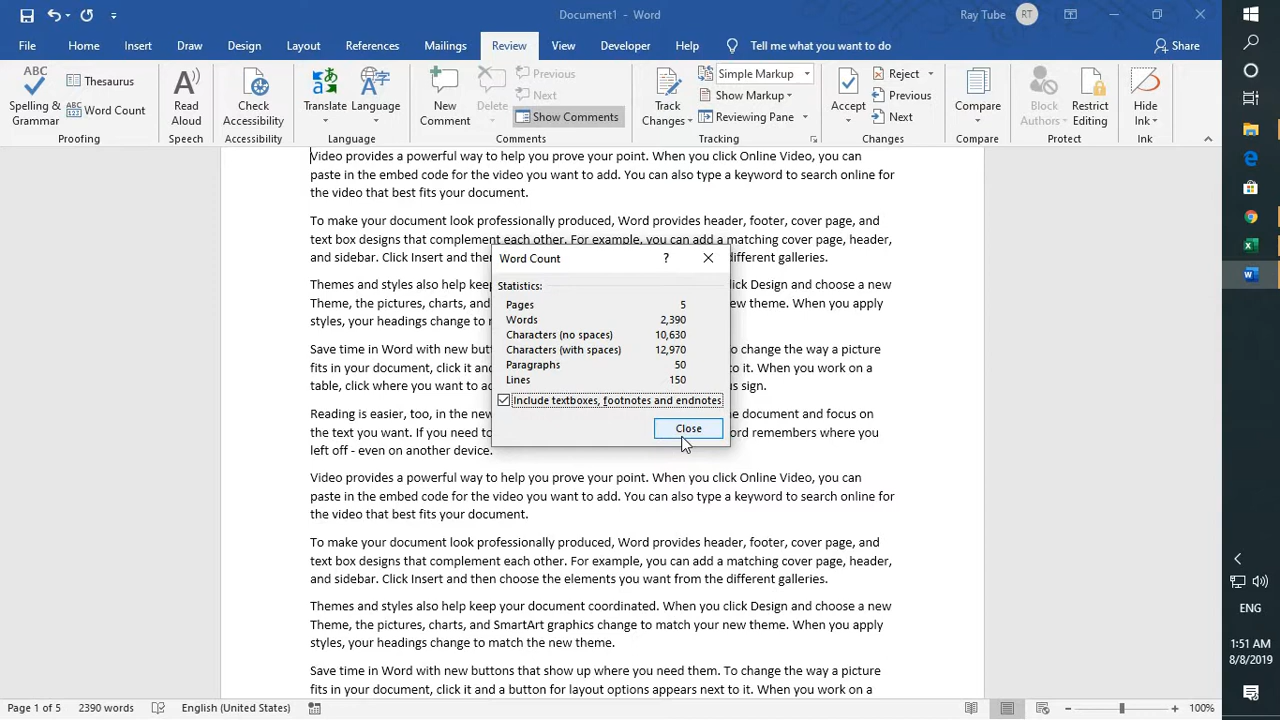 Document1 - Word
Ray Tube RT
File Home Insert Draw Design Layout References Mailings Review View Developer Help Tell me what you want to do Share
ABC Spelling & Grammar
Thesaurus
ABC 123 Word Count
Proofing
Read Aloud
Speech
Check Accessibility
Accessibility
Translate
Language
Language
New Comment
Delete
Previous
Next
Show Comments
Comments
Track Changes
Simple Markup
Show Markup
Reviewing Pane
Tracking
Accept
Reject
Previous
Next
Changes
Compare
Compare
Block Authors
Restrict Editing
Protect
Hide Ink
Ink
Video provides a powerful way to help you prove your point. When you click Online Video, you can
paste in the embed code for the video you want to add. You can also type a keyword to search online for
the video that best fits your document.
To make your document look professionally produced, Word provides header, footer, cover page, and
text box designs that complement each other. For example, you can add a matching cover page, header,
and sidebar. Click Insert and then different galleries.
Themes and styles also help keep click Design and choose a new
Theme, the pictures, charts, and new theme. When you apply
styles, your headings change to
Save time in Word with new to change the way a picture
fits in your document, click it and to it. When you work on a
table, click where you want to sign.
Reading is easier, too, in the new document and focus on
the text you want. If you need to remembers where you
left off - even on another device.
Word Count
? ×
Statistics:
Pages 5
Words 2,390
Characters (no spaces) 10,630
Characters (with spaces) 12,970
Paragraphs 50
Lines 150
Include textboxes, footnotes and endnotes
Close
Video provides a powerful way to help you prove your point. When you click Online Video, you can
paste in the embed code for the video you want to add. You can also type a keyword to search online for
the video that best fits your document.
To make your document look professionally produced, Word provides header, footer, cover page, and
text box designs that complement each other. For example, you can add a matching cover page, header,
and sidebar. Click Insert and then choose the elements you want from the different galleries.
Themes and styles also help keep your document coordinated. When you click Design and choose a new
Theme, the pictures, charts, and SmartArt graphics change to match your new theme. When you apply
styles, your headings change to match the new theme.
Save time in Word with new buttons that show up where you need them. To change the way a picture
fits in your document, click it and a button for layout options appears next to it. When you work on a
Page 1 of 5 2390 words English (United States) 100%
ENG
1:51 AM
8/8/2019